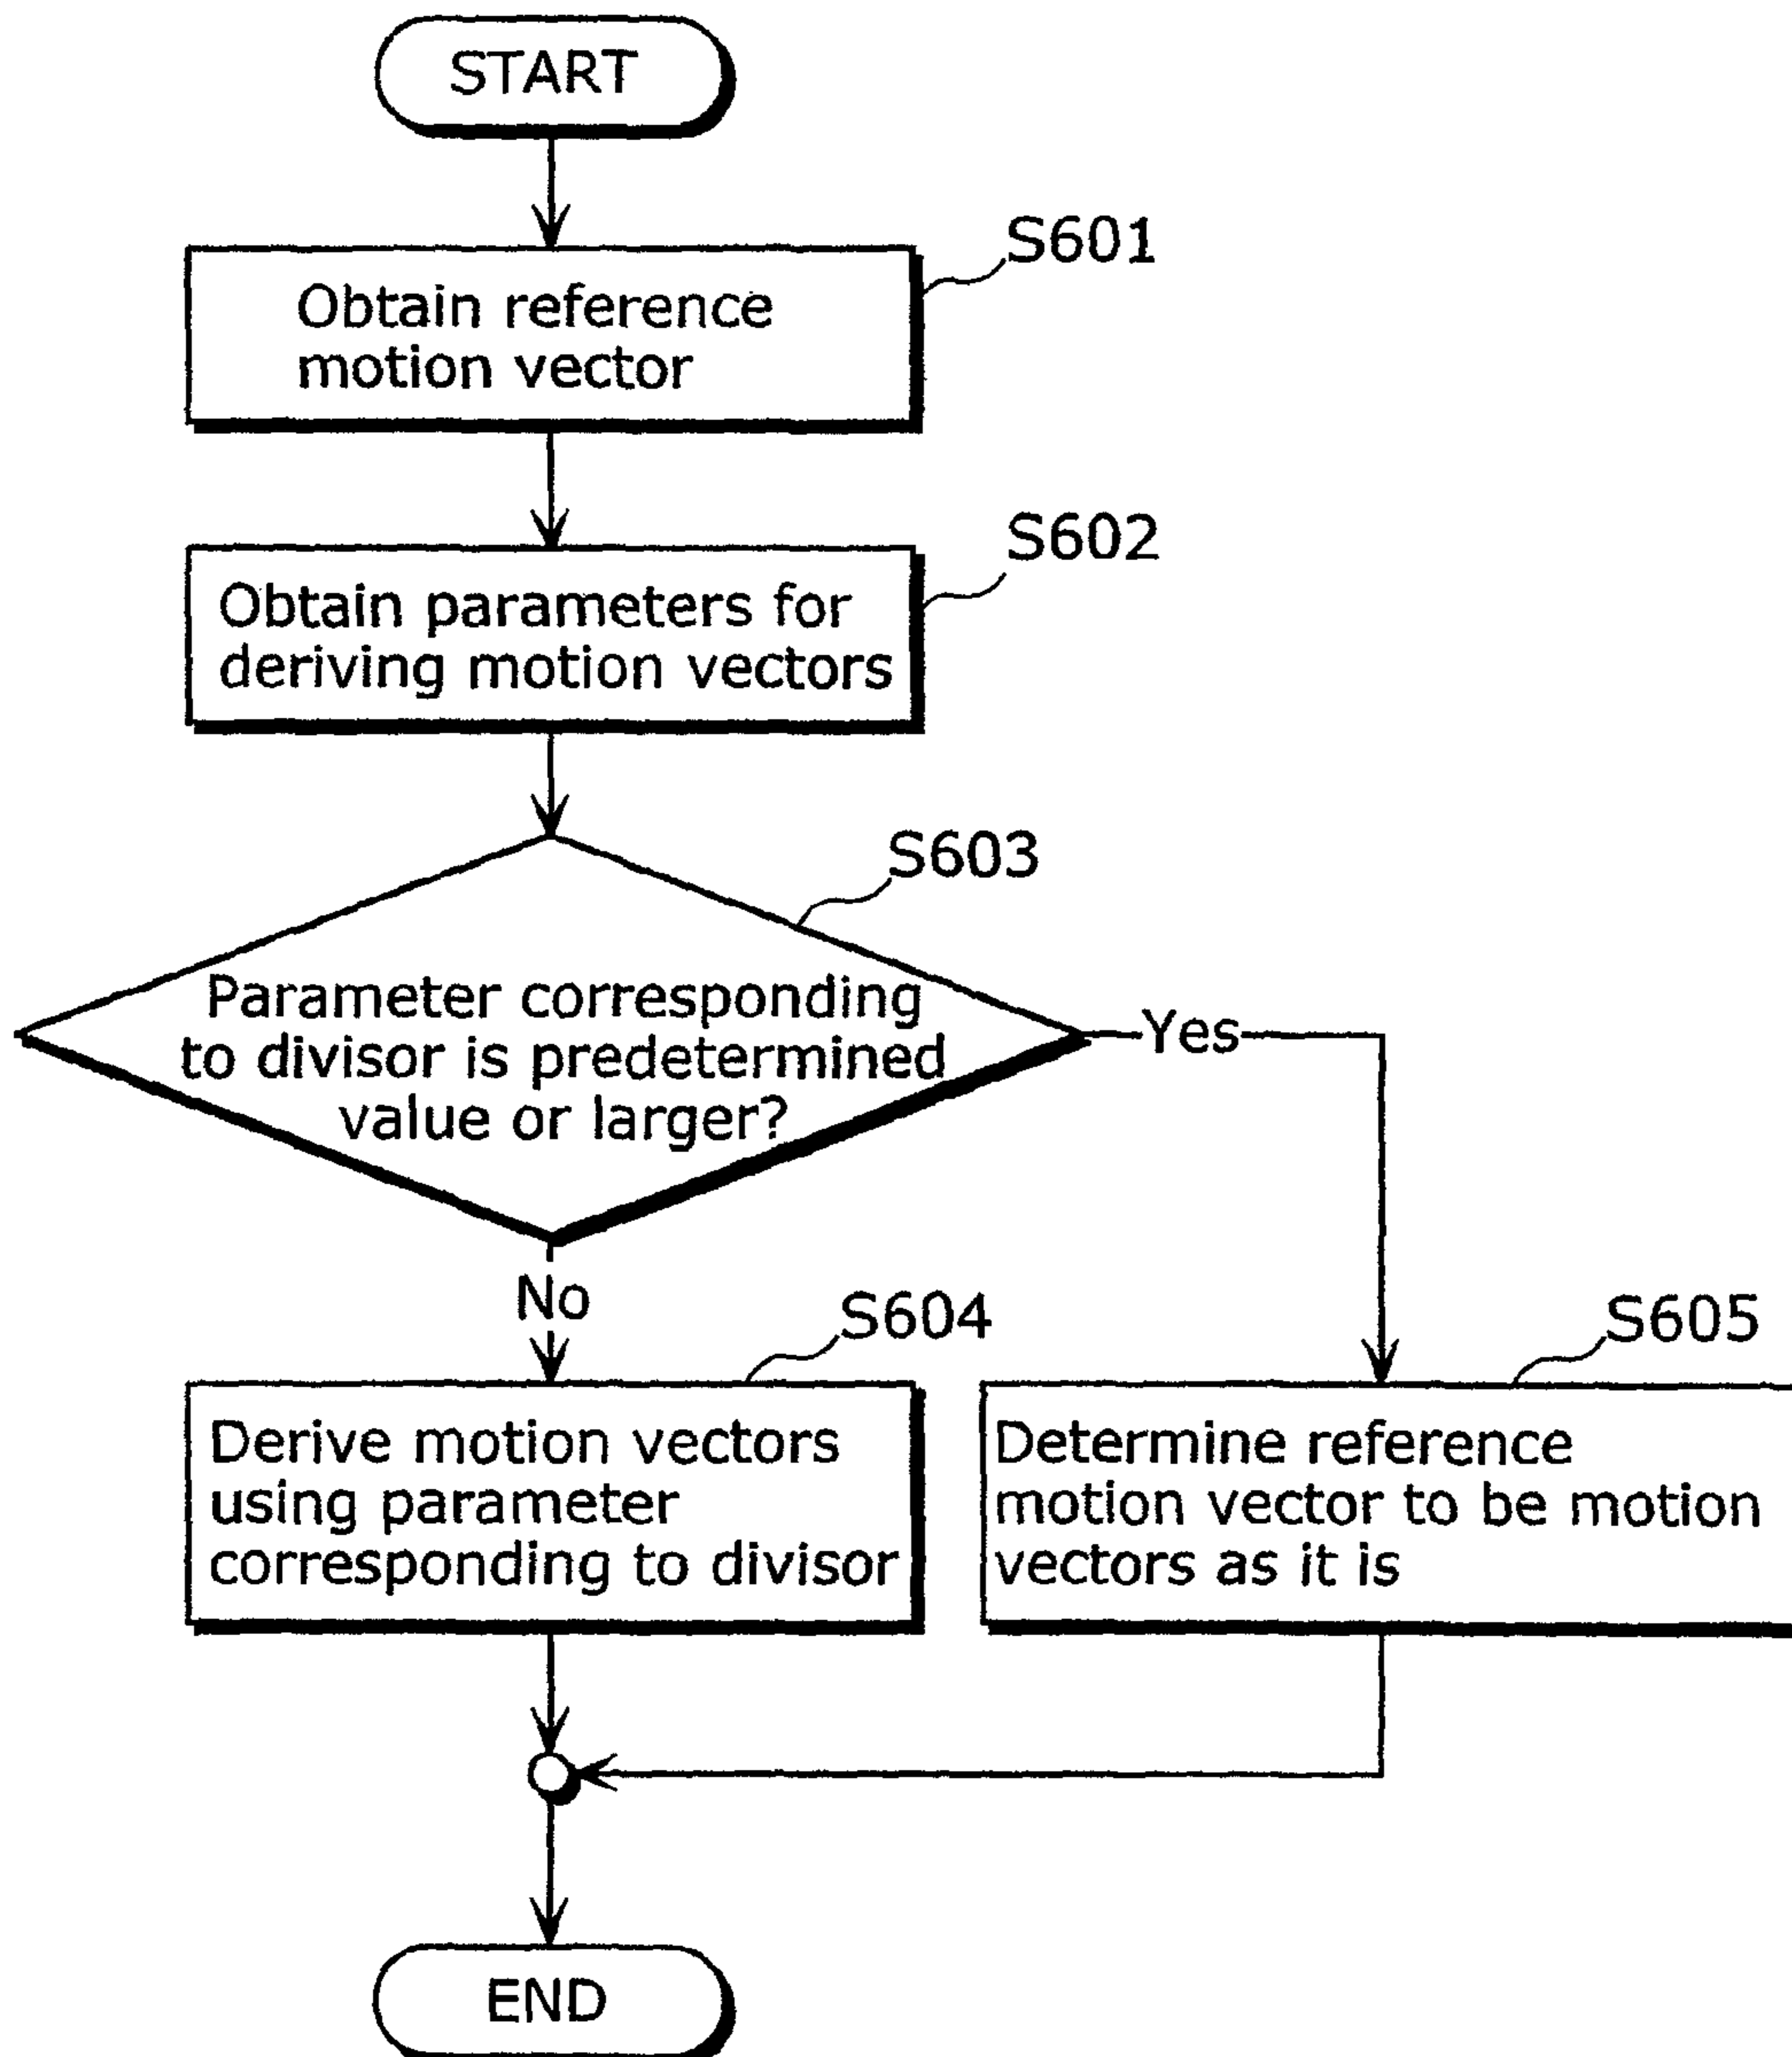 START
S601
Obtain reference
motion vector
S602
Obtain parameters for
deriving motion vectors
S603
Parameter corresponding
to divisor is predetermined
value or larger?
Yes
No
S604
Derive motion vectors
using parameter
corresponding to divisor
S605
Determine reference
motion vector to be motion
vectors as it is
END